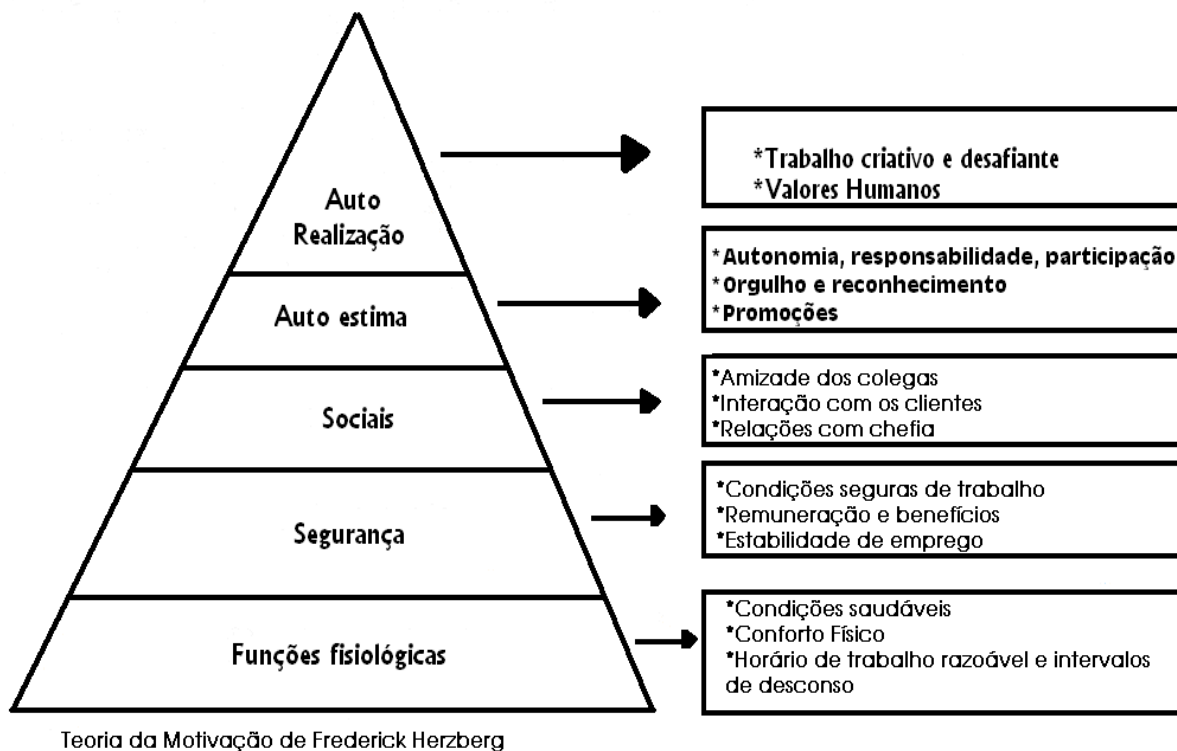 *Trabalho criativo e desafiante
*Valores Humanos
Auto
Realização
*Autonomia, responsabilidade, participação
*Orgulho e reconhecimento
*Promoções
Auto estima
*Amizade dos colegas
*Interação com os clientes
*Relações com chefia
Sociais
*Condições seguras de trabalho
*Remuneração e benefícios
*Estabilidade de emprego
Segurança
*Condições saudáveis
*Conforto Físico
*Horário de trabalho razoável e intervalos
de desconso
Funções fisiológicas
Teoria da Motivação de Frederick Herzberg